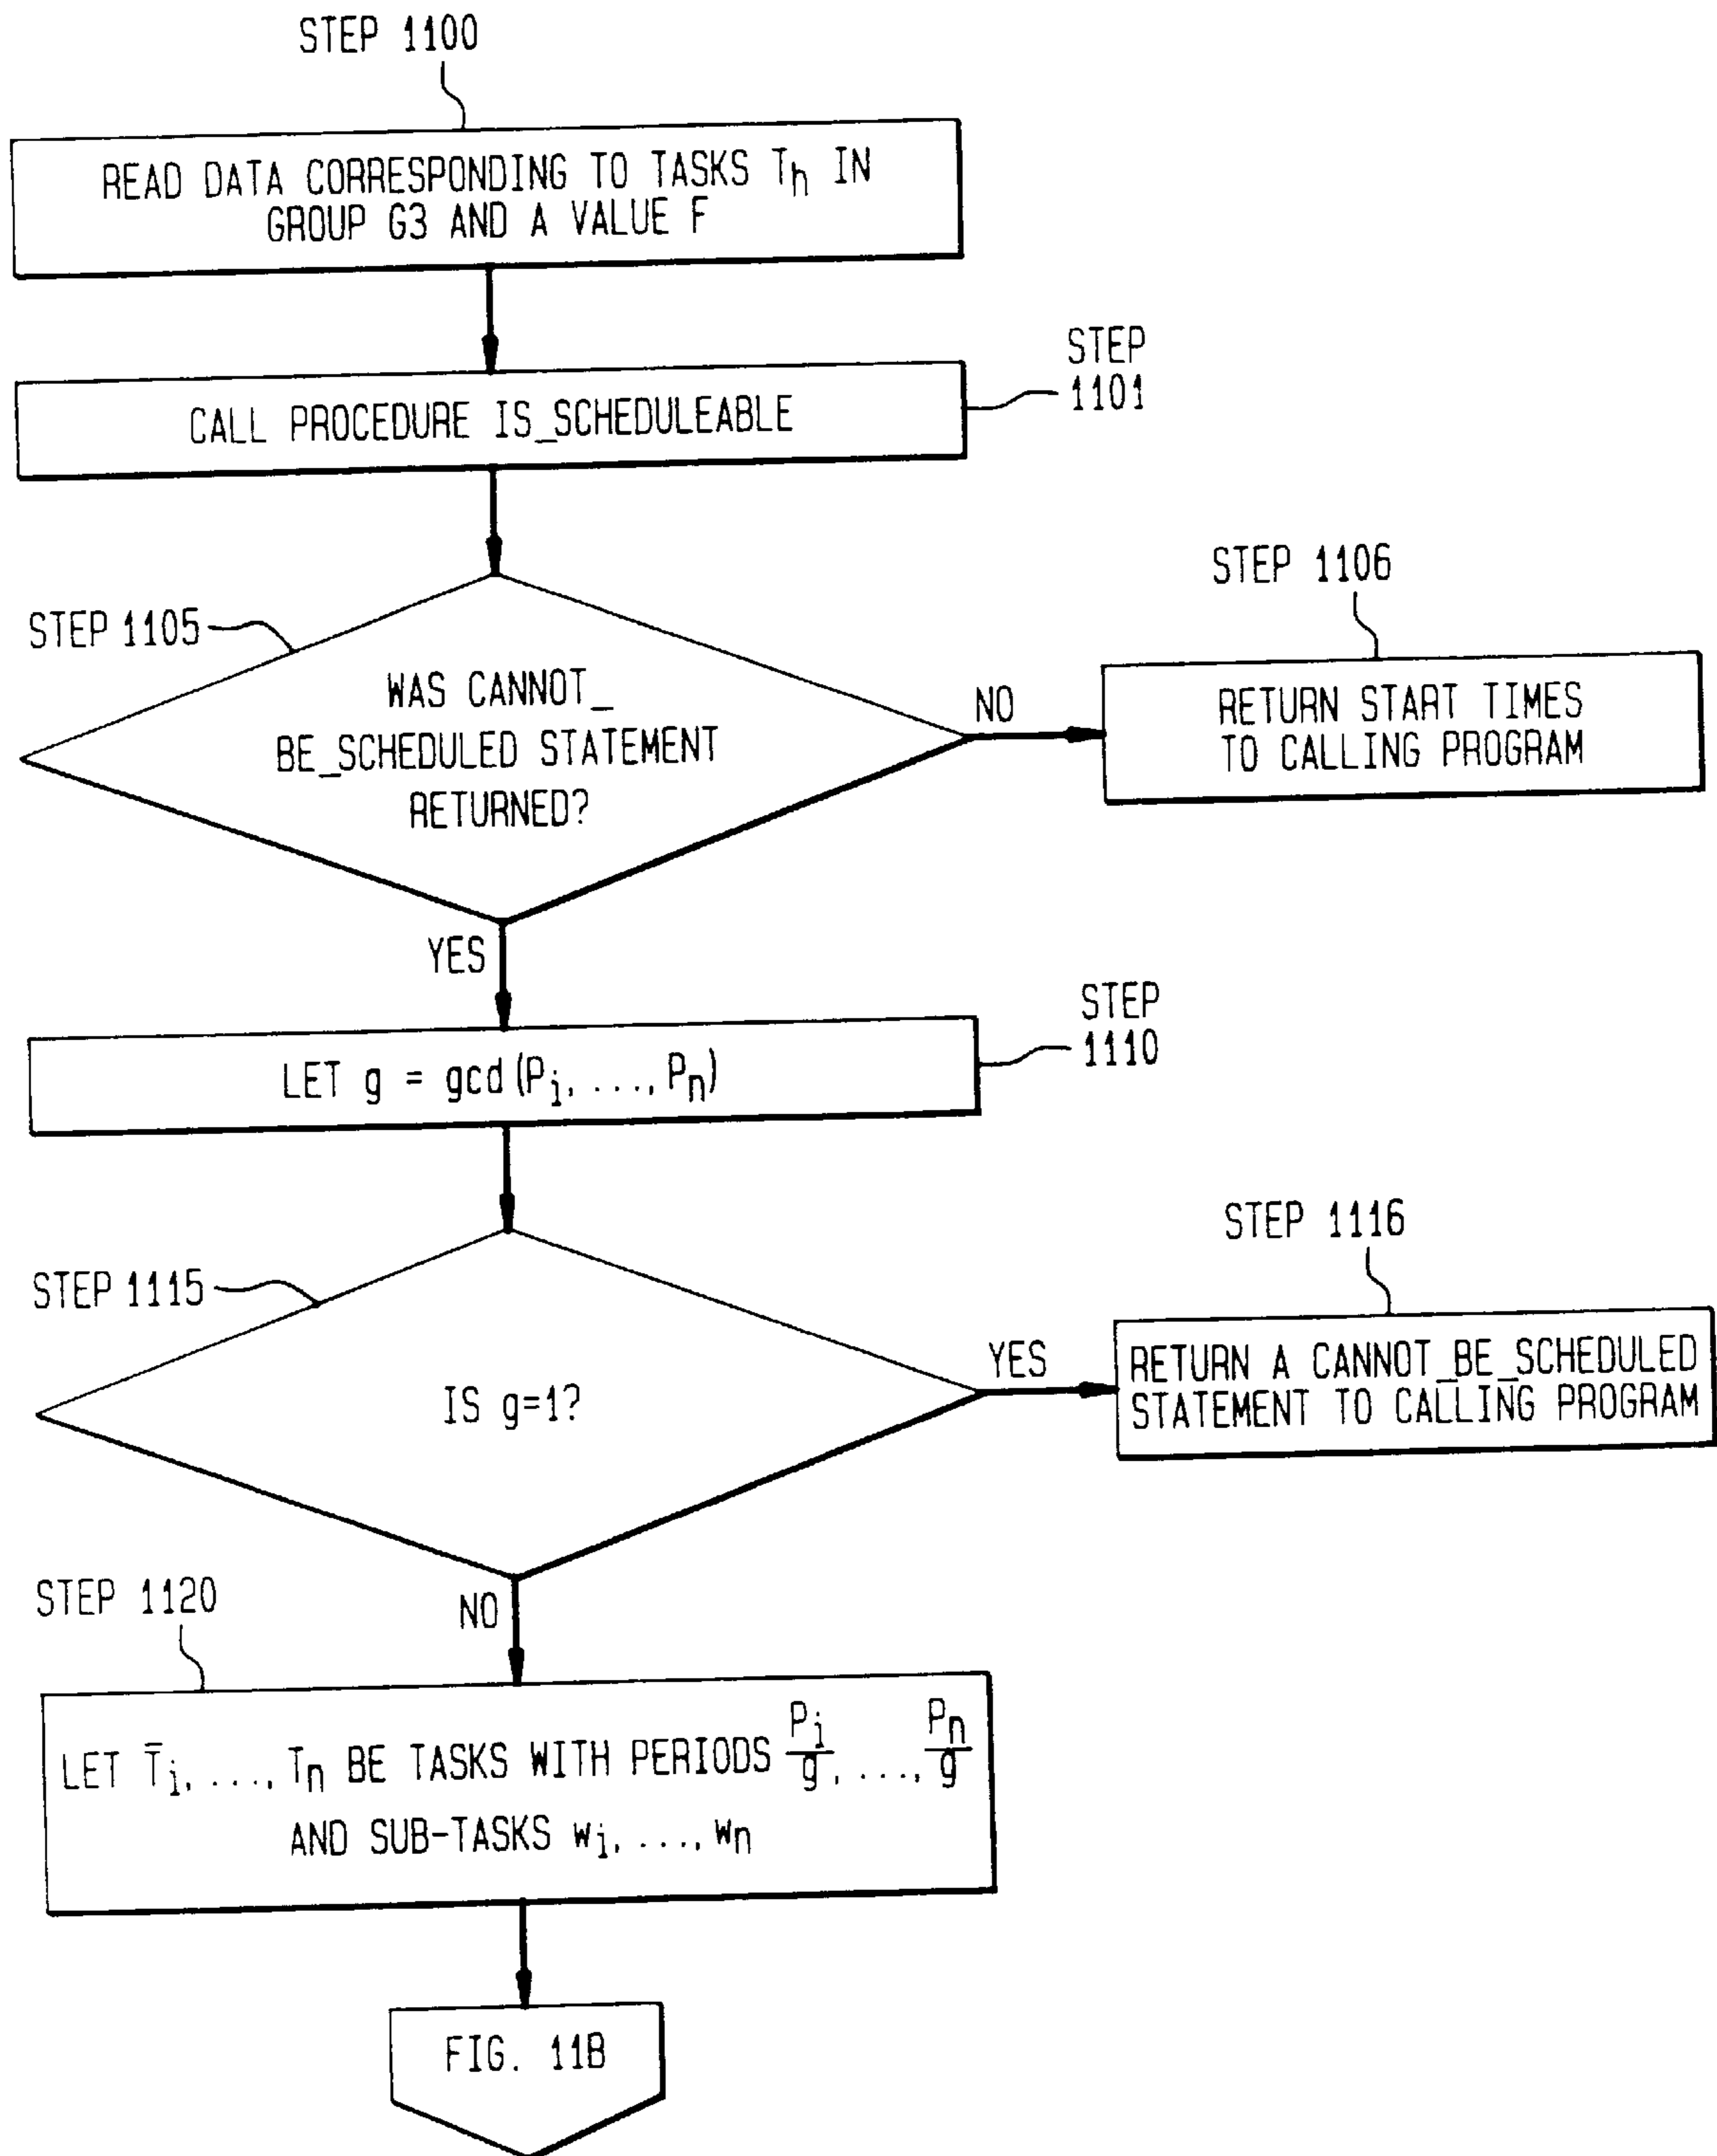 STEP 1100
READ DATA CORRESPONDING TO TASKS Th IN
GROUP G3 AND A VALUE F
STEP
1101
CALL PROCEDURE IS_SCHEDULEABLE
STEP 1105
WAS CANNOT_
BE_SCHEDULED STATEMENT
RETURNED?
NO
STEP 1106
RETURN START TIMES
TO CALLING PROGRAM
YES
STEP
1110
LET g = gcd(Pi, ..., Pn)
STEP 1115
IS g=1?
YES
STEP 1116
RETURN A CANNOT_BE_SCHEDULED
STATEMENT TO CALLING PROGRAM
NO
STEP 1120
LET T̄i, ..., Tn BE TASKS WITH PERIODS Pi/g, ..., Pn/g
AND SUB-TASKS wi, ..., wn
FIG. 11B